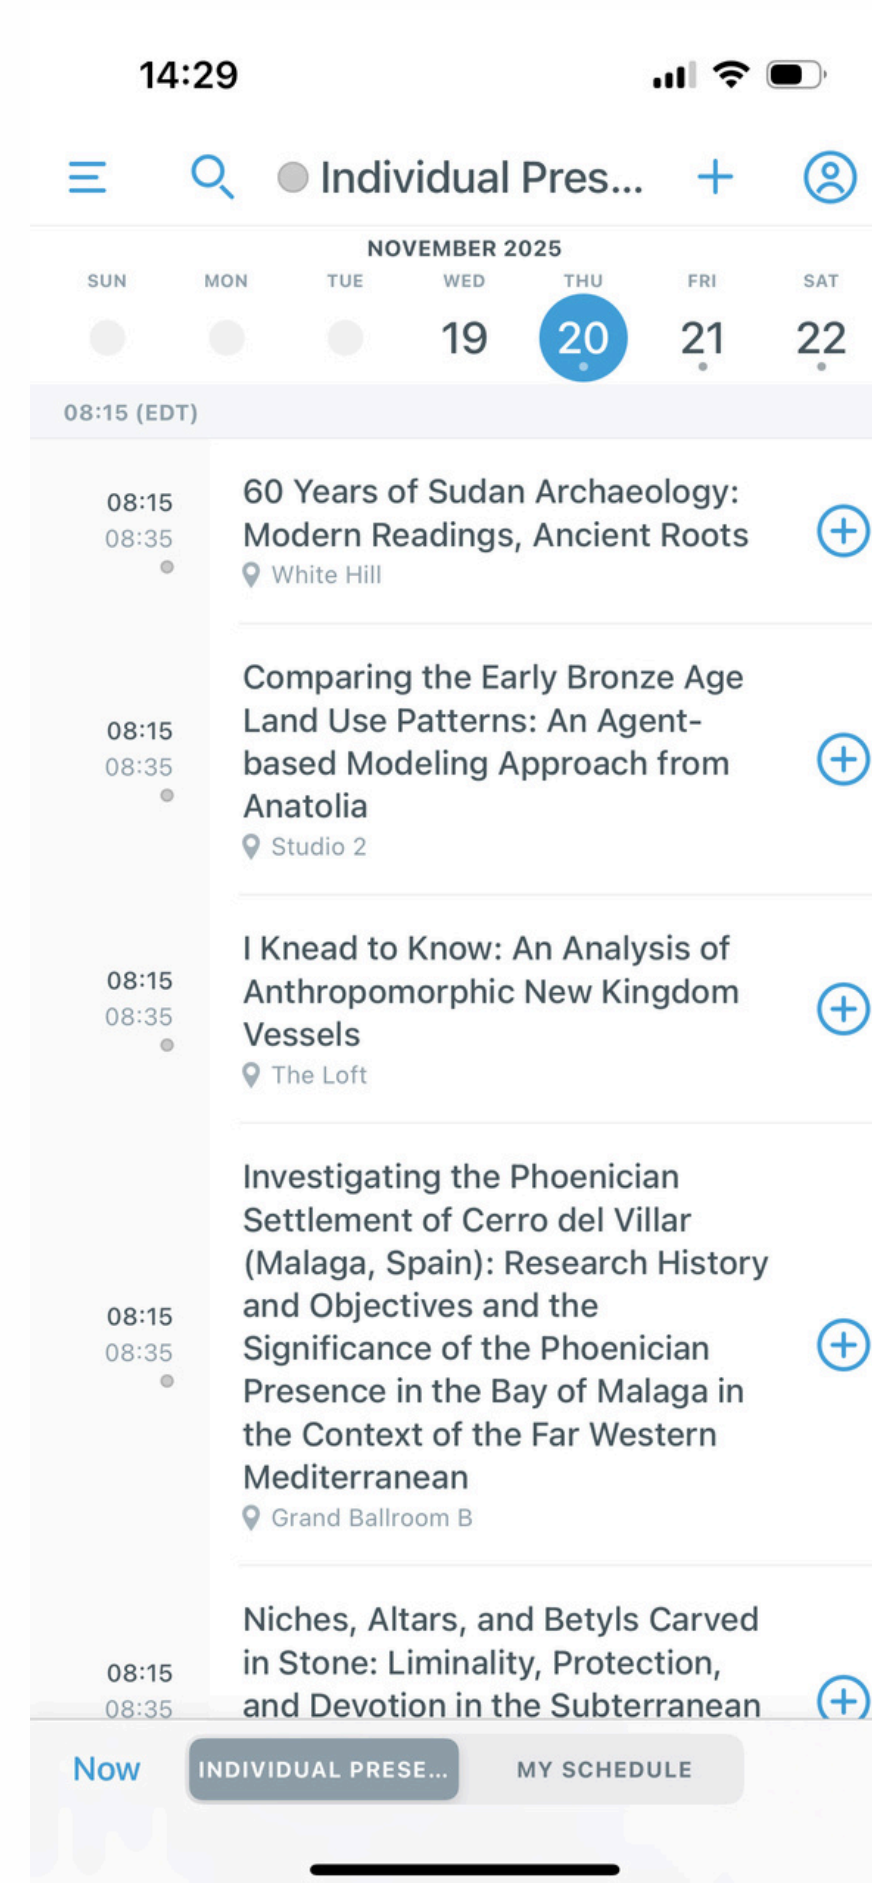 14:29
Individual Pres...
NOVEMBER 2025
SUN MON TUE WED THU FRI SAT
19 20 21 22
08:15 (EDT)
08:15
08:35
60 Years of Sudan Archaeology:
Modern Readings, Ancient Roots
White Hill
08:15
08:35
Comparing the Early Bronze Age
Land Use Patterns: An Agent-
based Modeling Approach from
Anatolia
Studio 2
08:15
08:35
I Knead to Know: An Analysis of
Anthropomorphic New Kingdom
Vessels
The Loft
08:15
08:35
Investigating the Phoenician
Settlement of Cerro del Villar
(Malaga, Spain): Research History
and Objectives and the
Significance of the Phoenician
Presence in the Bay of Malaga in
the Context of the Far Western
Mediterranean
Grand Ballroom B
08:15
08:35
Niches, Altars, and Betyls Carved
in Stone: Liminality, Protection,
and Devotion in the Subterranean
Now
INDIVIDUAL PRESE...
MY SCHEDULE